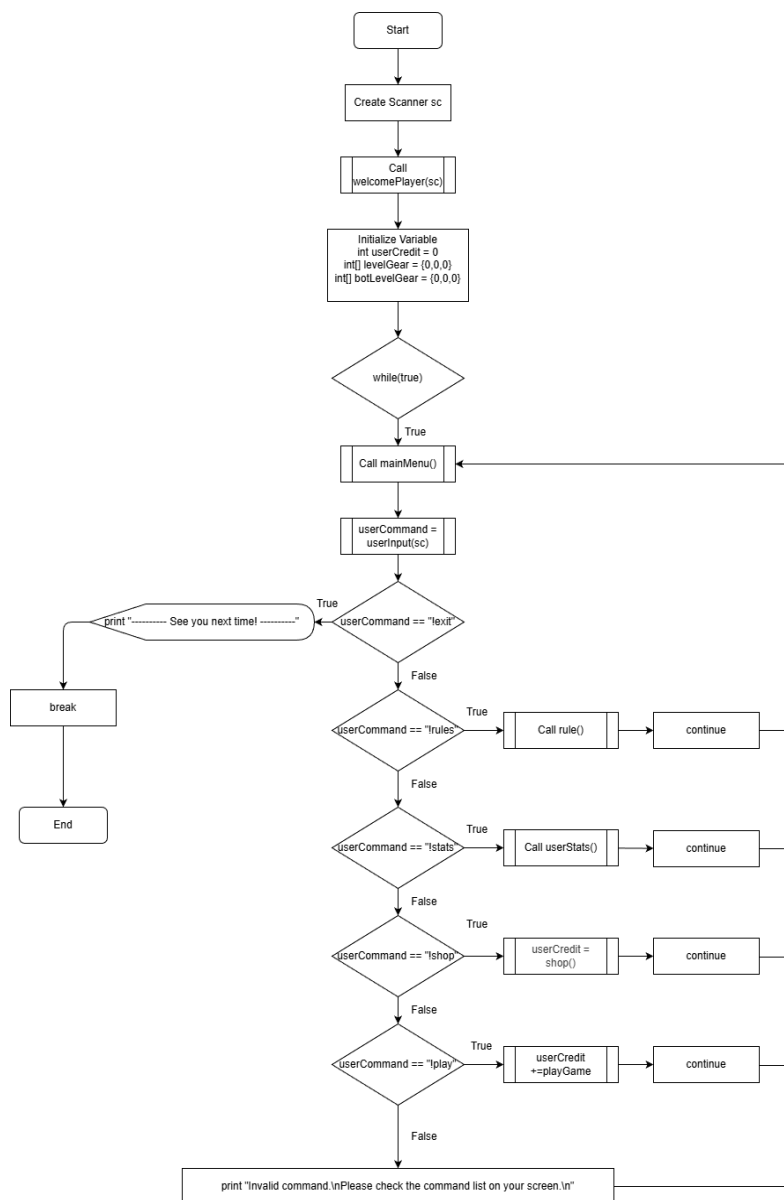 Start
Create Scanner sc
Call
welcomePlayer(sc)
Initialize Variable
int userCredit = 0
int[] levelGear = {0,0,0}
int[] botLevelGear = {0,0,0}
while(true)
True
Call mainMenu()
userCommand =
userInput(sc)
userCommand == "!exit"
True
print "---------- See you next time! ----------"
break
End
False
userCommand == "!rules"
True
Call rule()
continue
False
userCommand == "!stats"
True
Call userStats()
continue
False
userCommand == "!shop"
True
userCredit =
shop()
continue
False
userCommand == "!play"
True
userCredit
+=playGame
continue
False
print "Invalid command.\nPlease check the command list on your screen.\n"